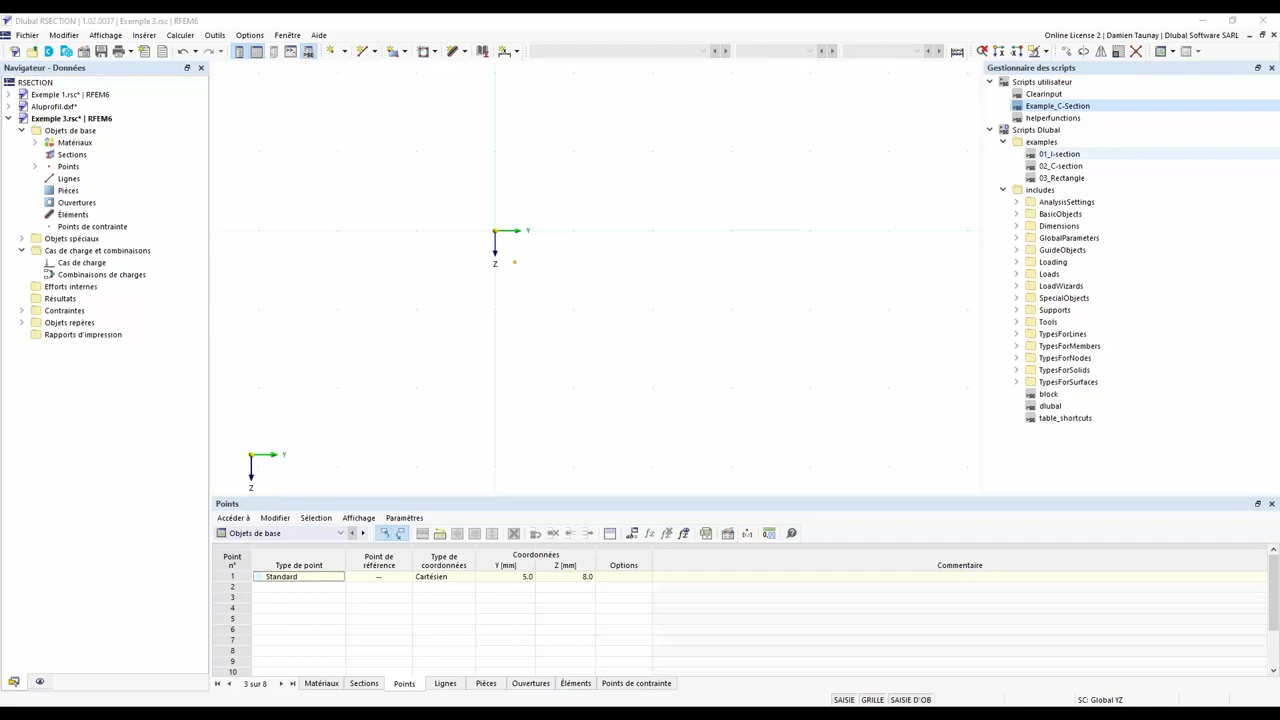 Dlubal RSECTION | 1.02.0037 | Exemple 3.rsc* | RFEM6
Fichier Modifier Affichage Insérer Calculer Outils Options Fenêtre Aide
Online License 2 | Damien Taunay | Dlubal Software SARL
Navigateur - Données
RSECTION
Exemple 1.rsc* | RFEM6
Aluprofil.dxf*
Exemple 3.rsc* | RFEM6
Objets de base
Matériaux
Sections
Points
Lignes
Pièces
Ouvertures
Éléments
Points de contrainte
Objets spéciaux
Cas de charge et combinaisons
Cas de charge
Combinaisons de charges
Efforts internes
Résultats
Contraintes
Objets repères
Rapports d'impression
Y
Z
Y
Z
Gestionnaire des scripts
Scripts utilisateur
ClearInput
Example_C-Section
helperfunctions
Scripts Dlubal
examples
01_I-section
02_C-section
03_Rectangle
includes
AnalysisSettings
BasicObjects
Dimensions
GlobalParameters
GuideObjects
Loading
Loads
LoadWizards
SpecialObjects
Supports
Tools
TypesForLines
TypesForMembers
TypesForNodes
TypesForSolids
TypesForSurfaces
block
dlubal
table_shortcuts
Points
Accéder à Modifier Sélection Affichage Paramètres
Objets de base
Point Point de Type de Coordonnées
n° Type de point référence coordonnées Y [mm] Z [mm] Options Commentaire
1 Standard -- Cartésien 5.0 8.0
2
3
4
5
6
7
8
9
10
3 sur 8 Matériaux Sections Points Lignes Pièces Ouvertures Éléments Points de contrainte
SAISIE GRILLE SAISIE D'OB SC: Global YZ